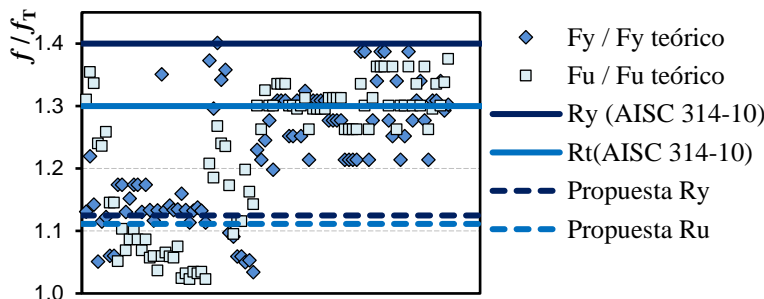 f / fT
1.4
1.3
1.2
1.1
1.0
Fy / Fy teórico
Fu / Fu teórico
Ry (AISC 314-10)
Rt(AISC 314-10)
Propuesta Ry
Propuesta Ru